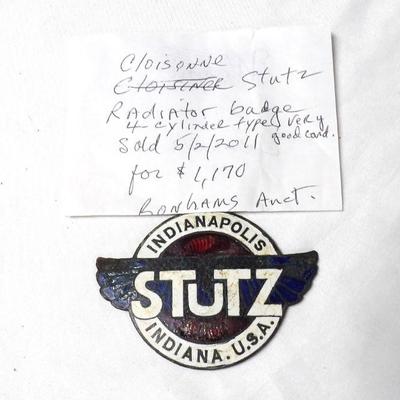 Cloisonne
Cloisiner Stutz
Radiator badge
4 cylinder type very
good cond.
Sold 5/2/2011
for $1,170
Bonhams Auct.
INDIANAPOLIS
STUTZ
INDIANA. U.S.A.